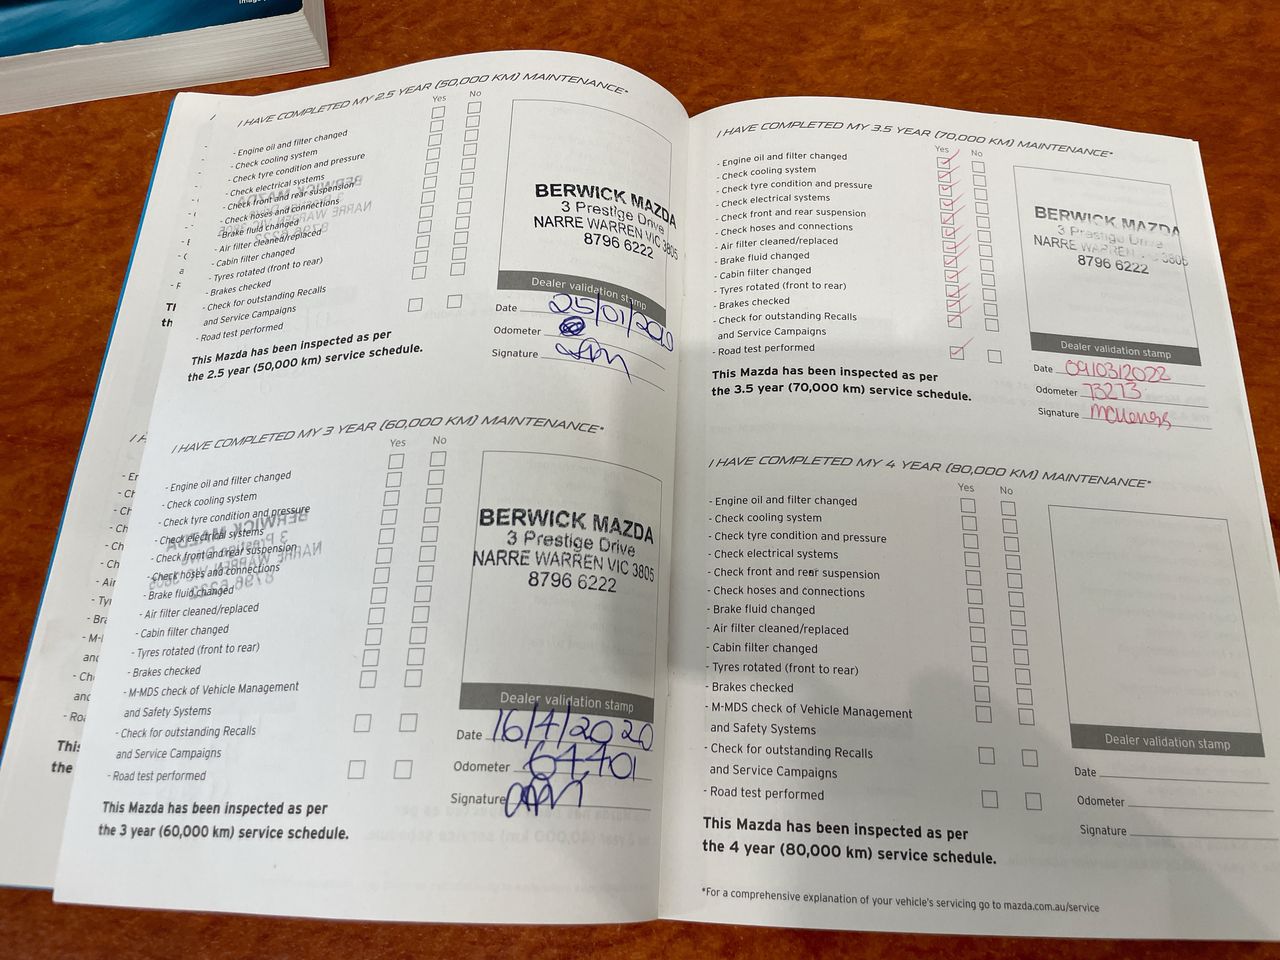 I HAVE COMPLETED MY 2.5 YEAR (50,000 KM) MAINTENANCE*
Yes No
- Engine oil and filter changed
- Check cooling system
- Check tyre condition and pressure
- Check electrical systems
- Check front and rear suspension
- Check hoses and connections
- Brake fluid changed
- Air filter cleaned/replaced
- Cabin filter changed
- Tyres rotated (front to rear)
- Brakes checked
- Check for outstanding Recalls
and Service Campaigns
- Road test performed
This Mazda has been inspected as per
the 2.5 year (50,000 km) service schedule.
BERWICK MAZDA
3 Prestige Drive
NARRE WARREN VIC 3805
8796 6222
Dealer validation stamp
Date 25/01/2020
Odometer
Signature
I HAVE COMPLETED MY 3 YEAR (60,000 KM) MAINTENANCE*
Yes No
- Engine oil and filter changed
- Check cooling system
- Check tyre condition and pressure
- Check electrical systems
- Check front and rear suspension
- Check hoses and connections
- Brake fluid changed
- Air filter cleaned/replaced
- Cabin filter changed
- Tyres rotated (front to rear)
- Brakes checked
- M-MDS check of Vehicle Management
and Safety Systems
- Check for outstanding Recalls
and Service Campaigns
- Road test performed
This Mazda has been inspected as per
the 3 year (60,000 km) service schedule.
BERWICK MAZDA
3 Prestige Drive
NARRE WARREN VIC 3805
8796 6222
Dealer validation stamp
Date 16/4/2020
Odometer 64401
Signature
I HAVE COMPLETED MY 3.5 YEAR (70,000 KM) MAINTENANCE*
Yes No
- Engine oil and filter changed
- Check cooling system
- Check tyre condition and pressure
- Check electrical systems
- Check front and rear suspension
- Check hoses and connections
- Air filter cleaned/replaced
- Brake fluid changed
- Cabin filter changed
- Tyres rotated (front to rear)
- Brakes checked
- Check for outstanding Recalls
and Service Campaigns
- Road test performed
This Mazda has been inspected as per
the 3.5 year (70,000 km) service schedule.
BERWICK MAZDA
3 Prestige Drive
NARRE WARREN VIC 3805
8796 6222
Dealer validation stamp
Date 09/03/2022
Odometer 73273
Signature
I HAVE COMPLETED MY 4 YEAR (80,000 KM) MAINTENANCE*
Yes No
- Engine oil and filter changed
- Check cooling system
- Check tyre condition and pressure
- Check electrical systems
- Check front and rear suspension
- Check hoses and connections
- Brake fluid changed
- Air filter cleaned/replaced
- Cabin filter changed
- Tyres rotated (front to rear)
- Brakes checked
- M-MDS check of Vehicle Management
and Safety Systems
- Check for outstanding Recalls
and Service Campaigns
- Road test performed
This Mazda has been inspected as per
the 4 year (80,000 km) service schedule.
Dealer validation stamp
Date
Odometer
Signature
*For a comprehensive explanation of your vehicle's servicing go to mazda.com.au/service